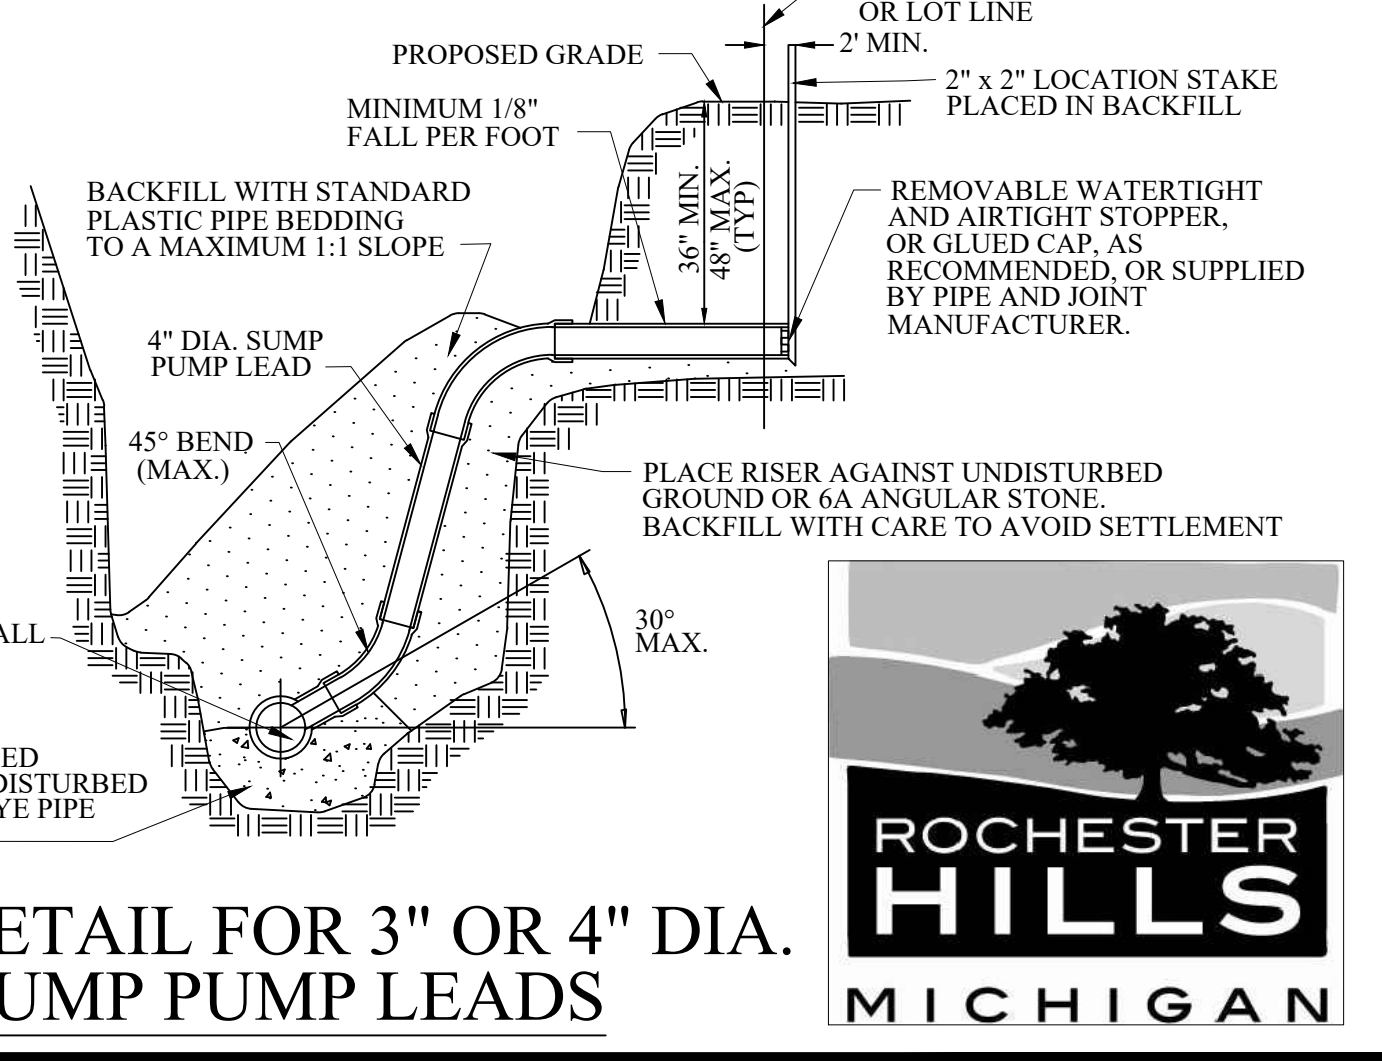 OR LOT LINE
2' MIN.
PROPOSED GRADE
2" x 2" LOCATION STAKE
PLACED IN BACKFILL
MINIMUM 1/8"
FALL PER FOOT
36" MIN.
48" MAX.
(TYP)
BACKFILL WITH STANDARD
PLASTIC PIPE BEDDING
TO A MAXIMUM 1:1 SLOPE
REMOVABLE WATERTIGHT
AND AIRTIGHT STOPPER,
OR GLUED CAP, AS
RECOMMENDED, OR SUPPLIED
BY PIPE AND JOINT
MANUFACTURER.
4" DIA. SUMP
PUMP LEAD
45° BEND
(MAX.)
PLACE RISER AGAINST UNDISTURBED
GROUND OR 6A ANGULAR STONE.
BACKFILL WITH CARE TO AVOID SETTLEMENT
30°
MAX.
ALL
ED
DISTURBED
YE PIPE
ETAIL FOR 3" OR 4" DIA.
UMP PUMP LEADS
ROCHESTER
HILLS
MICHIGAN